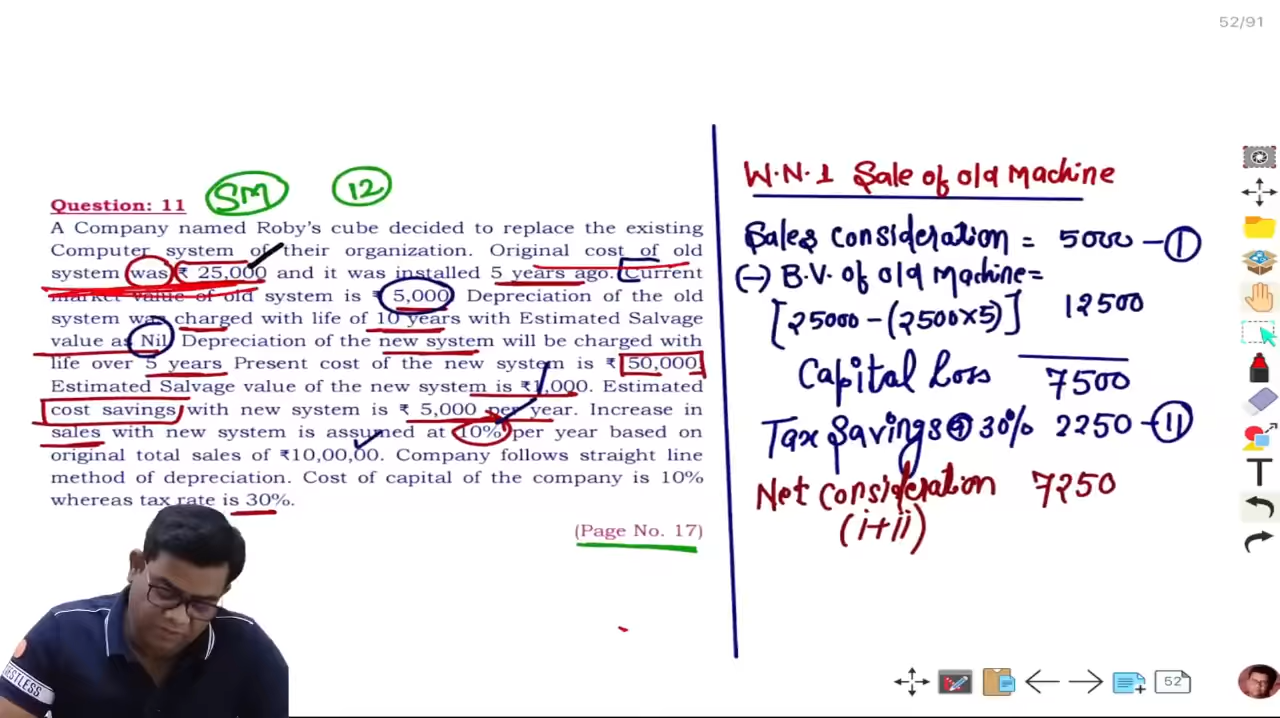 52/91
SM 12
Question: 11
A Company named Roby's cube decided to replace the existing
Computer system of their organization. Original cost of old
system was ₹ 25,000 and it was installed 5 years ago. Current
market value of old system is ₹ 5,000. Depreciation of the old
system was charged with life of 10 years with Estimated Salvage
value as Nil. Depreciation of the new system will be charged with
life over 5 years Present cost of the new system is ₹ 50,000.
Estimated Salvage value of the new system is ₹1,000. Estimated
cost savings with new system is ₹ 5,000 per year. Increase in
sales with new system is assumed at 10% per year based on
original total sales of ₹10,00,00. Company follows straight line
method of depreciation. Cost of capital of the company is 10%
whereas tax rate is 30%.
(Page No. 17)
W.N.1 Sale of old Machine
Sales consideration = 5000 - (I)
(-) B.V. of old Machine =
[25000 - (2500×5)] 12500
Capital Loss 7500
Tax Savings @ 30% 2250 - (II)
Net consideration 7250
(i+ii)
RESTLESS
T
52